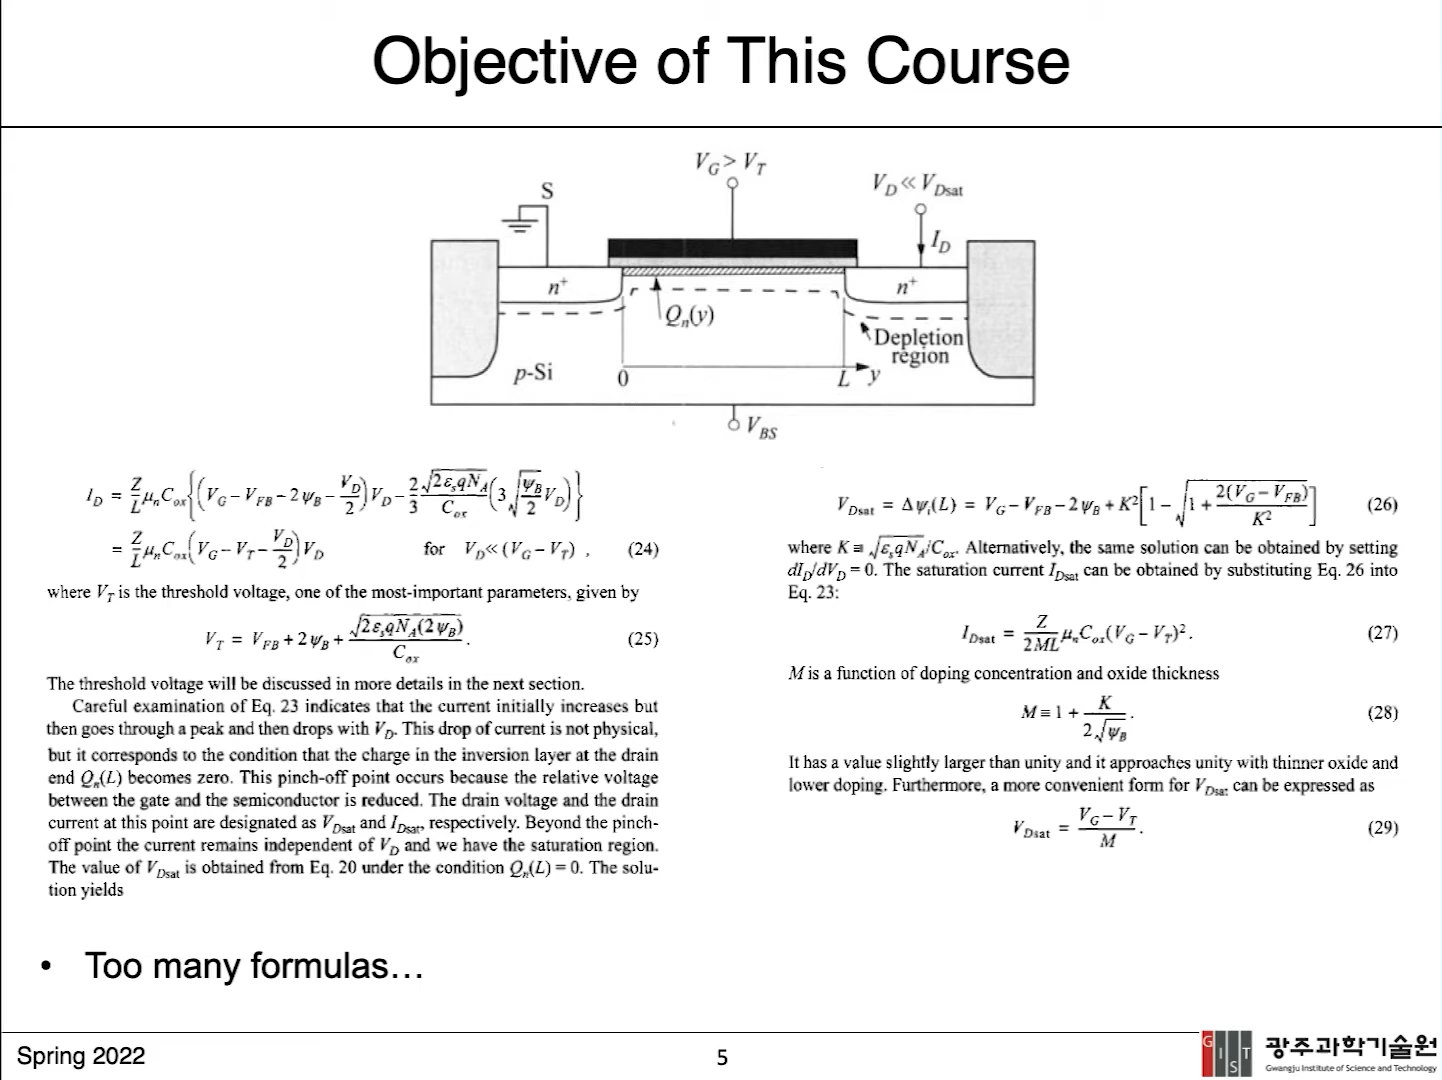 Objective of This Course
V_G > V_T
S
V_D ≪ V_Dsat
I_D
n⁺
n⁺
Q_n(y)
Depletion
region
p-Si
0
L
y
V_BS
I_D = Z/L μ_n C_ox {(V_G − V_FB − 2ψ_B − V_D/2)V_D − 2/3 √(2ε_s qN_A)/C_ox (3√(ψ_B/2) V_D)}
= Z/L μ_n C_ox (V_G − V_T − V_D/2)V_D for V_D ≪ (V_G − V_T) , (24)
where V_T is the threshold voltage, one of the most-important parameters, given by
V_T = V_FB + 2ψ_B + √(2ε_s qN_A(2ψ_B))/C_ox . (25)
The threshold voltage will be discussed in more details in the next section.
Careful examination of Eq. 23 indicates that the current initially increases but
then goes through a peak and then drops with V_D. This drop of current is not physical,
but it corresponds to the condition that the charge in the inversion layer at the drain
end Q_n(L) becomes zero. This pinch-off point occurs because the relative voltage
between the gate and the semiconductor is reduced. The drain voltage and the drain
current at this point are designated as V_Dsat and I_Dsat, respectively. Beyond the pinch-
off point the current remains independent of V_D and we have the saturation region.
The value of V_Dsat is obtained from Eq. 20 under the condition Q_n(L) = 0. The solu-
tion yields
V_Dsat = Δψ_i(L) = V_G − V_FB − 2ψ_B + K²[1 − √(1 + 2(V_G − V_FB)/K²)] (26)
where K ≡ √(ε_s qN_A)/C_ox. Alternatively, the same solution can be obtained by setting
dI_D/dV_D = 0. The saturation current I_Dsat can be obtained by substituting Eq. 26 into
Eq. 23:
I_Dsat = Z/2ML μ_n C_ox (V_G − V_T)² . (27)
M is a function of doping concentration and oxide thickness
M ≡ 1 + K/2√ψ_B . (28)
It has a value slightly larger than unity and it approaches unity with thinner oxide and
lower doping. Furthermore, a more convenient form for V_Dsat can be expressed as
V_Dsat = (V_G − V_T)/M . (29)
• Too many formulas…
Spring 2022
5
GIST
광주과학기술원
Gwangju Institute of Science and Technology